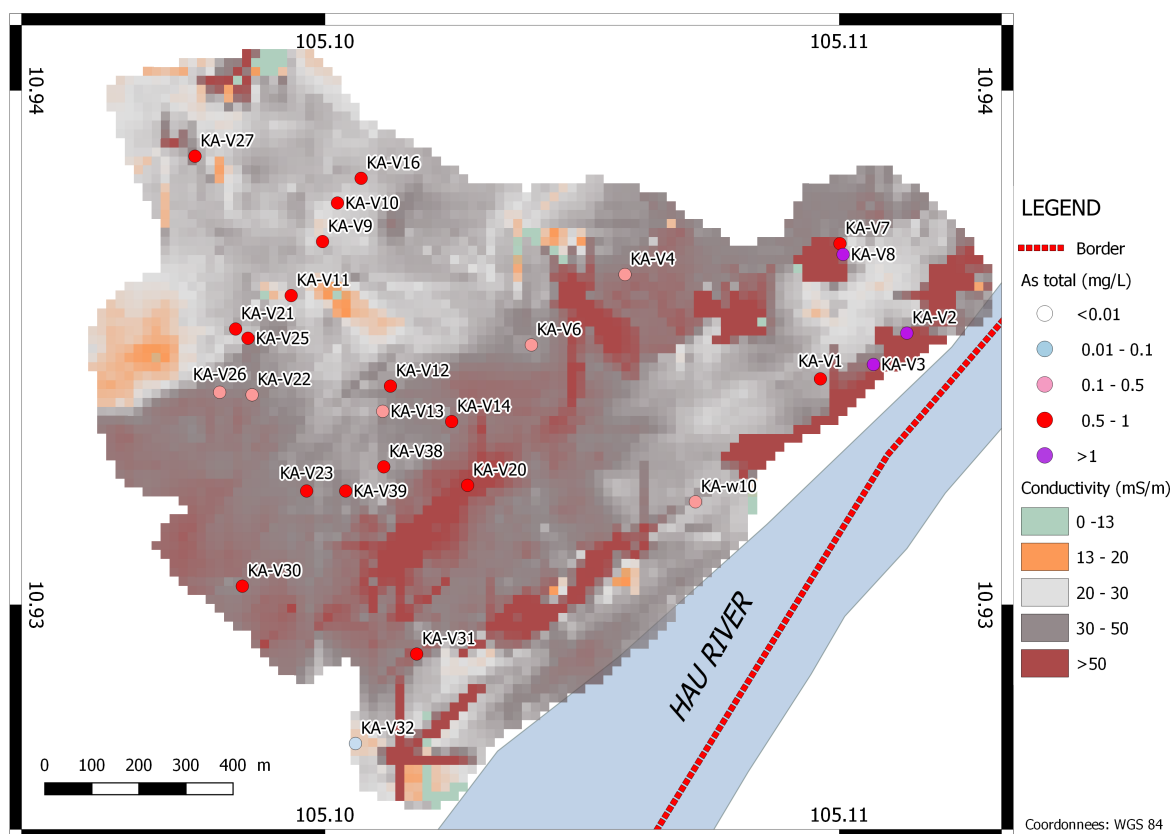 105.10 105.11
10.94 10.94
KA-V27
KA-V16
KA-V10
KA-V9
KA-V7
KA-V8
KA-V4
KA-V11
KA-V21
KA-V25
KA-V6
KA-V2
KA-V1
KA-V3
KA-V26
KA-V22
KA-V12
KA-V13
KA-V14
KA-V38
KA-V23
KA-V39
KA-V20
KA-w10
KA-V30
KA-V31
KA-V32
10.93 10.93
HAU RIVER
0 100 200 300 400 m
105.10 105.11
LEGEND
Border
As total (mg/L)
<0.01
0.01 - 0.1
0.1 - 0.5
0.5 - 1
>1
Conductivity (mS/m)
0 -13
13 - 20
20 - 30
30 - 50
>50
Coordonnees: WGS 84